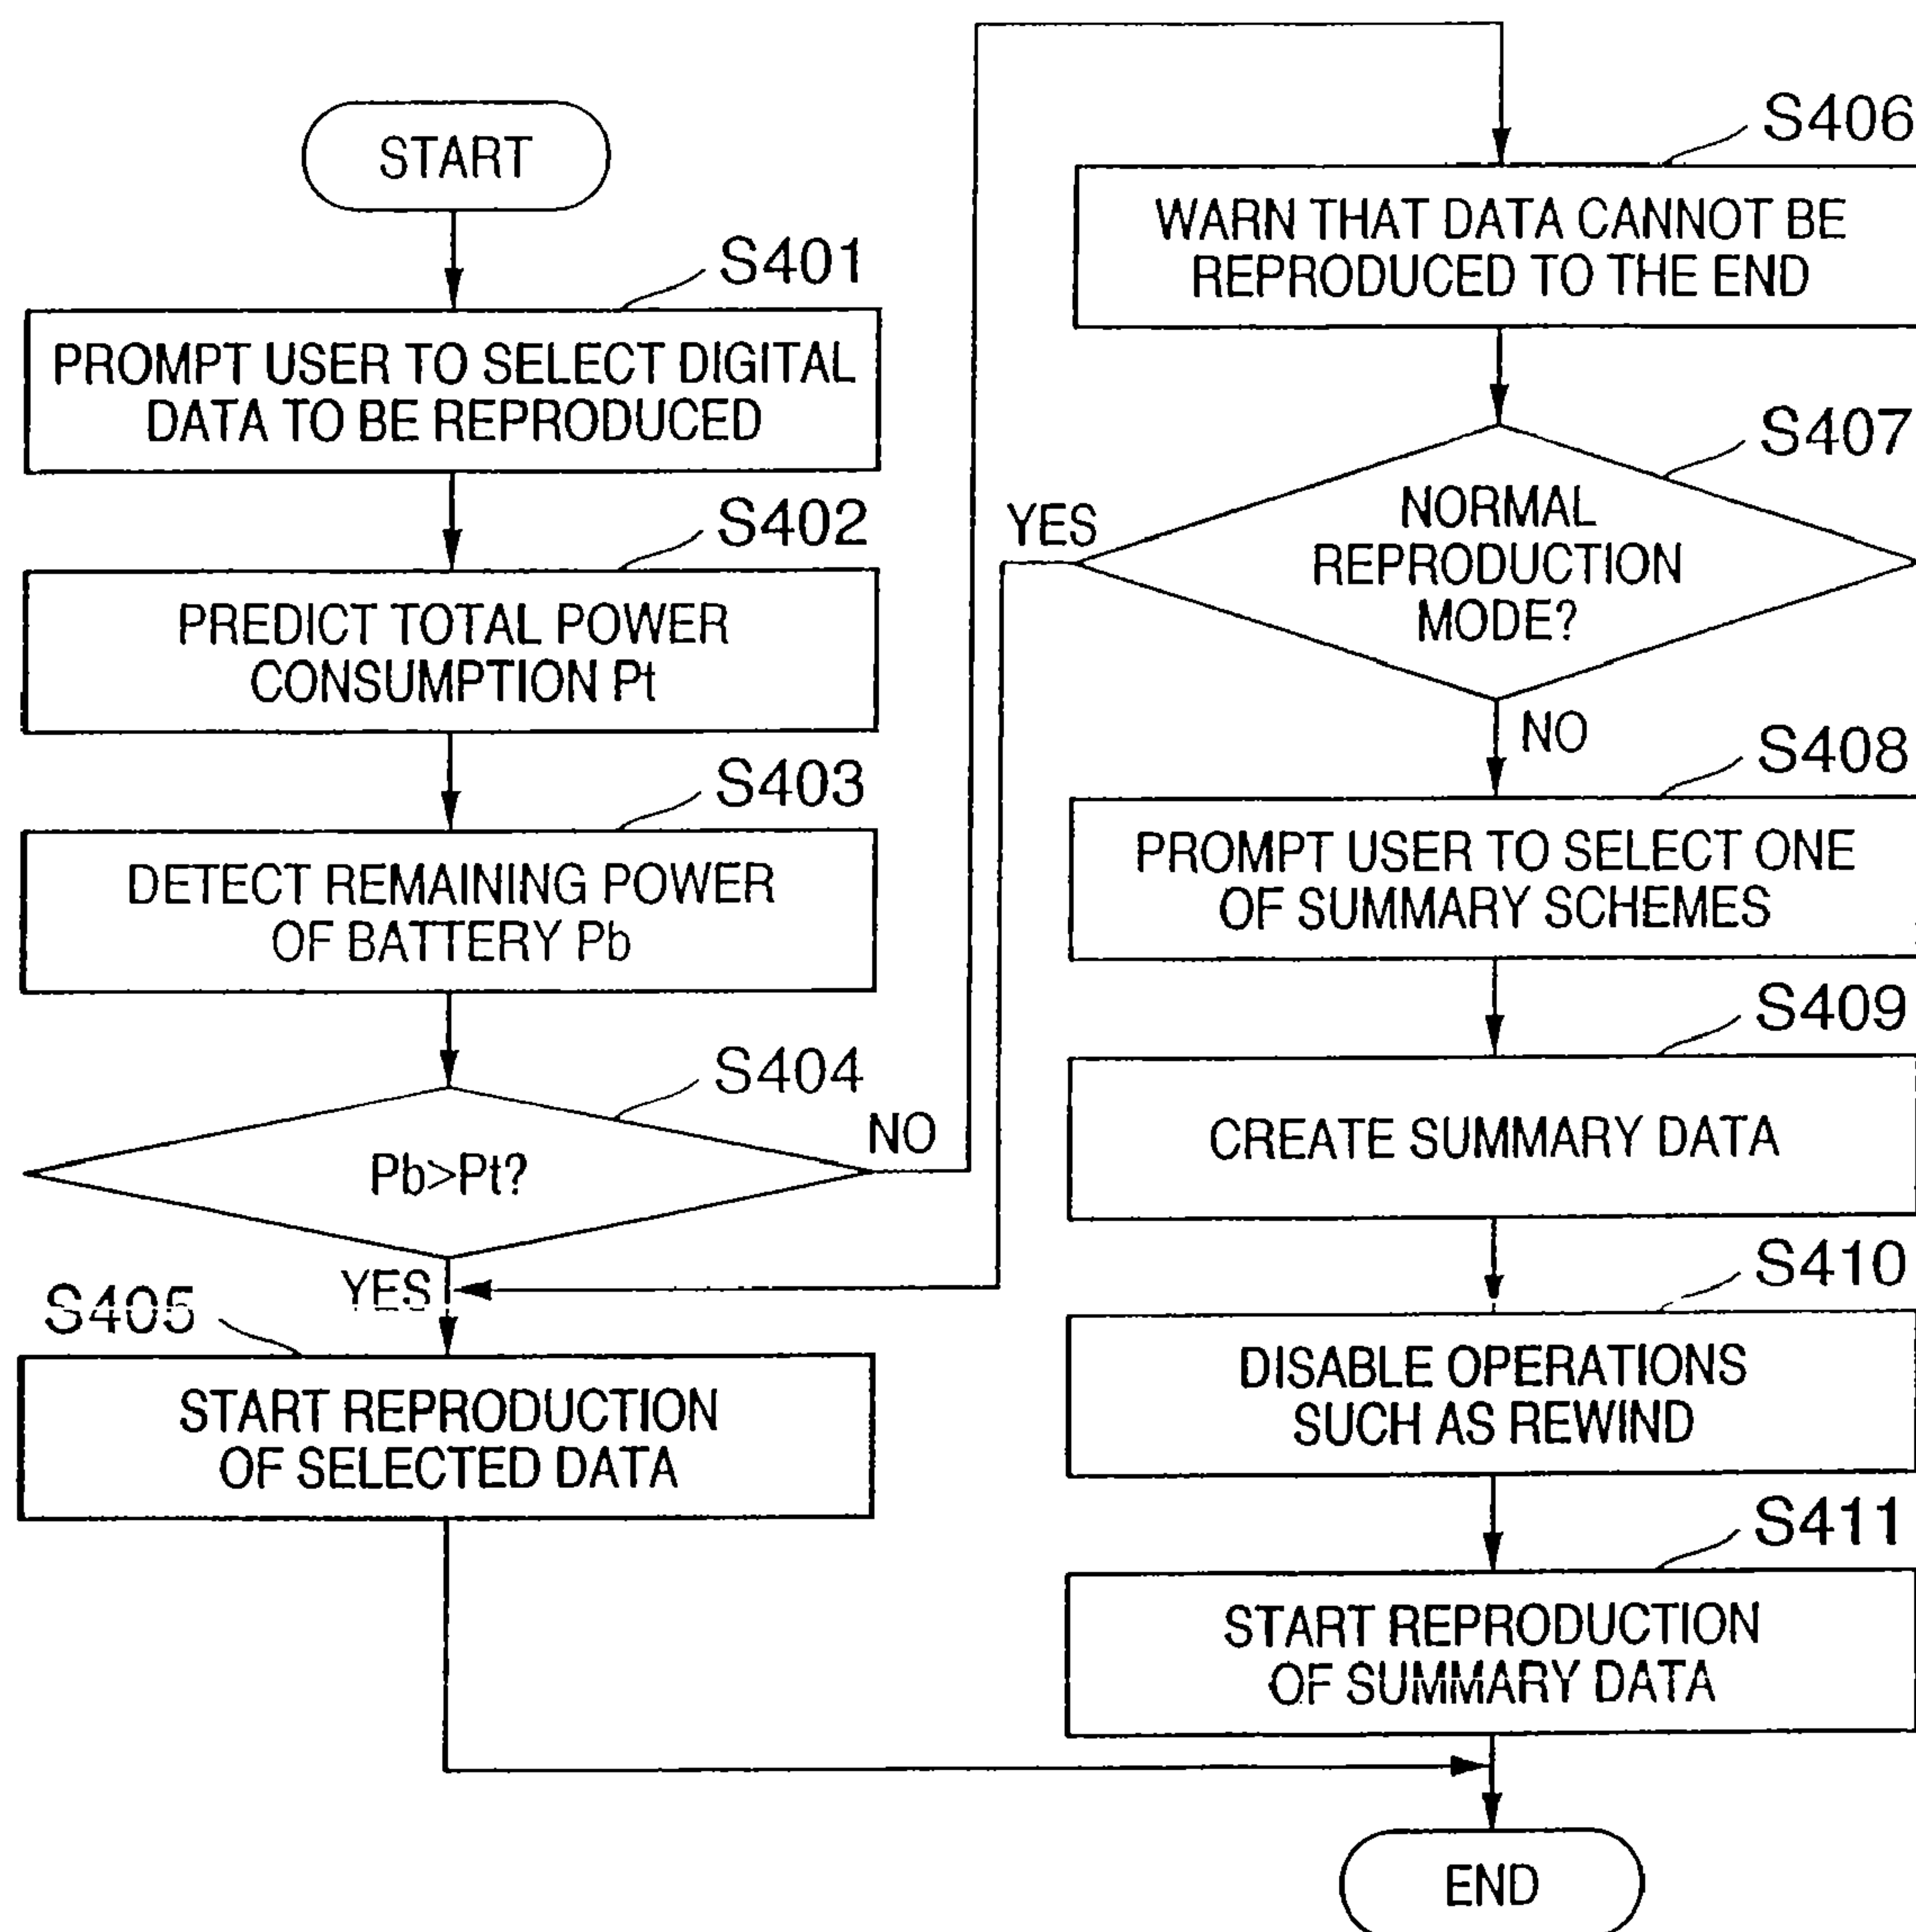 START
S401
PROMPT USER TO SELECT DIGITAL
DATA TO BE REPRODUCED
S402
PREDICT TOTAL POWER
CONSUMPTION Pt
S403
DETECT REMAINING POWER
OF BATTERY Pb
S404
Pb>Pt?
NO
YES
S405
START REPRODUCTION
OF SELECTED DATA
S406
WARN THAT DATA CANNOT BE
REPRODUCED TO THE END
S407
YES
NORMAL
REPRODUCTION
MODE?
NO
S408
PROMPT USER TO SELECT ONE
OF SUMMARY SCHEMES
S409
CREATE SUMMARY DATA
S410
DISABLE OPERATIONS
SUCH AS REWIND
S411
START REPRODUCTION
OF SUMMARY DATA
END